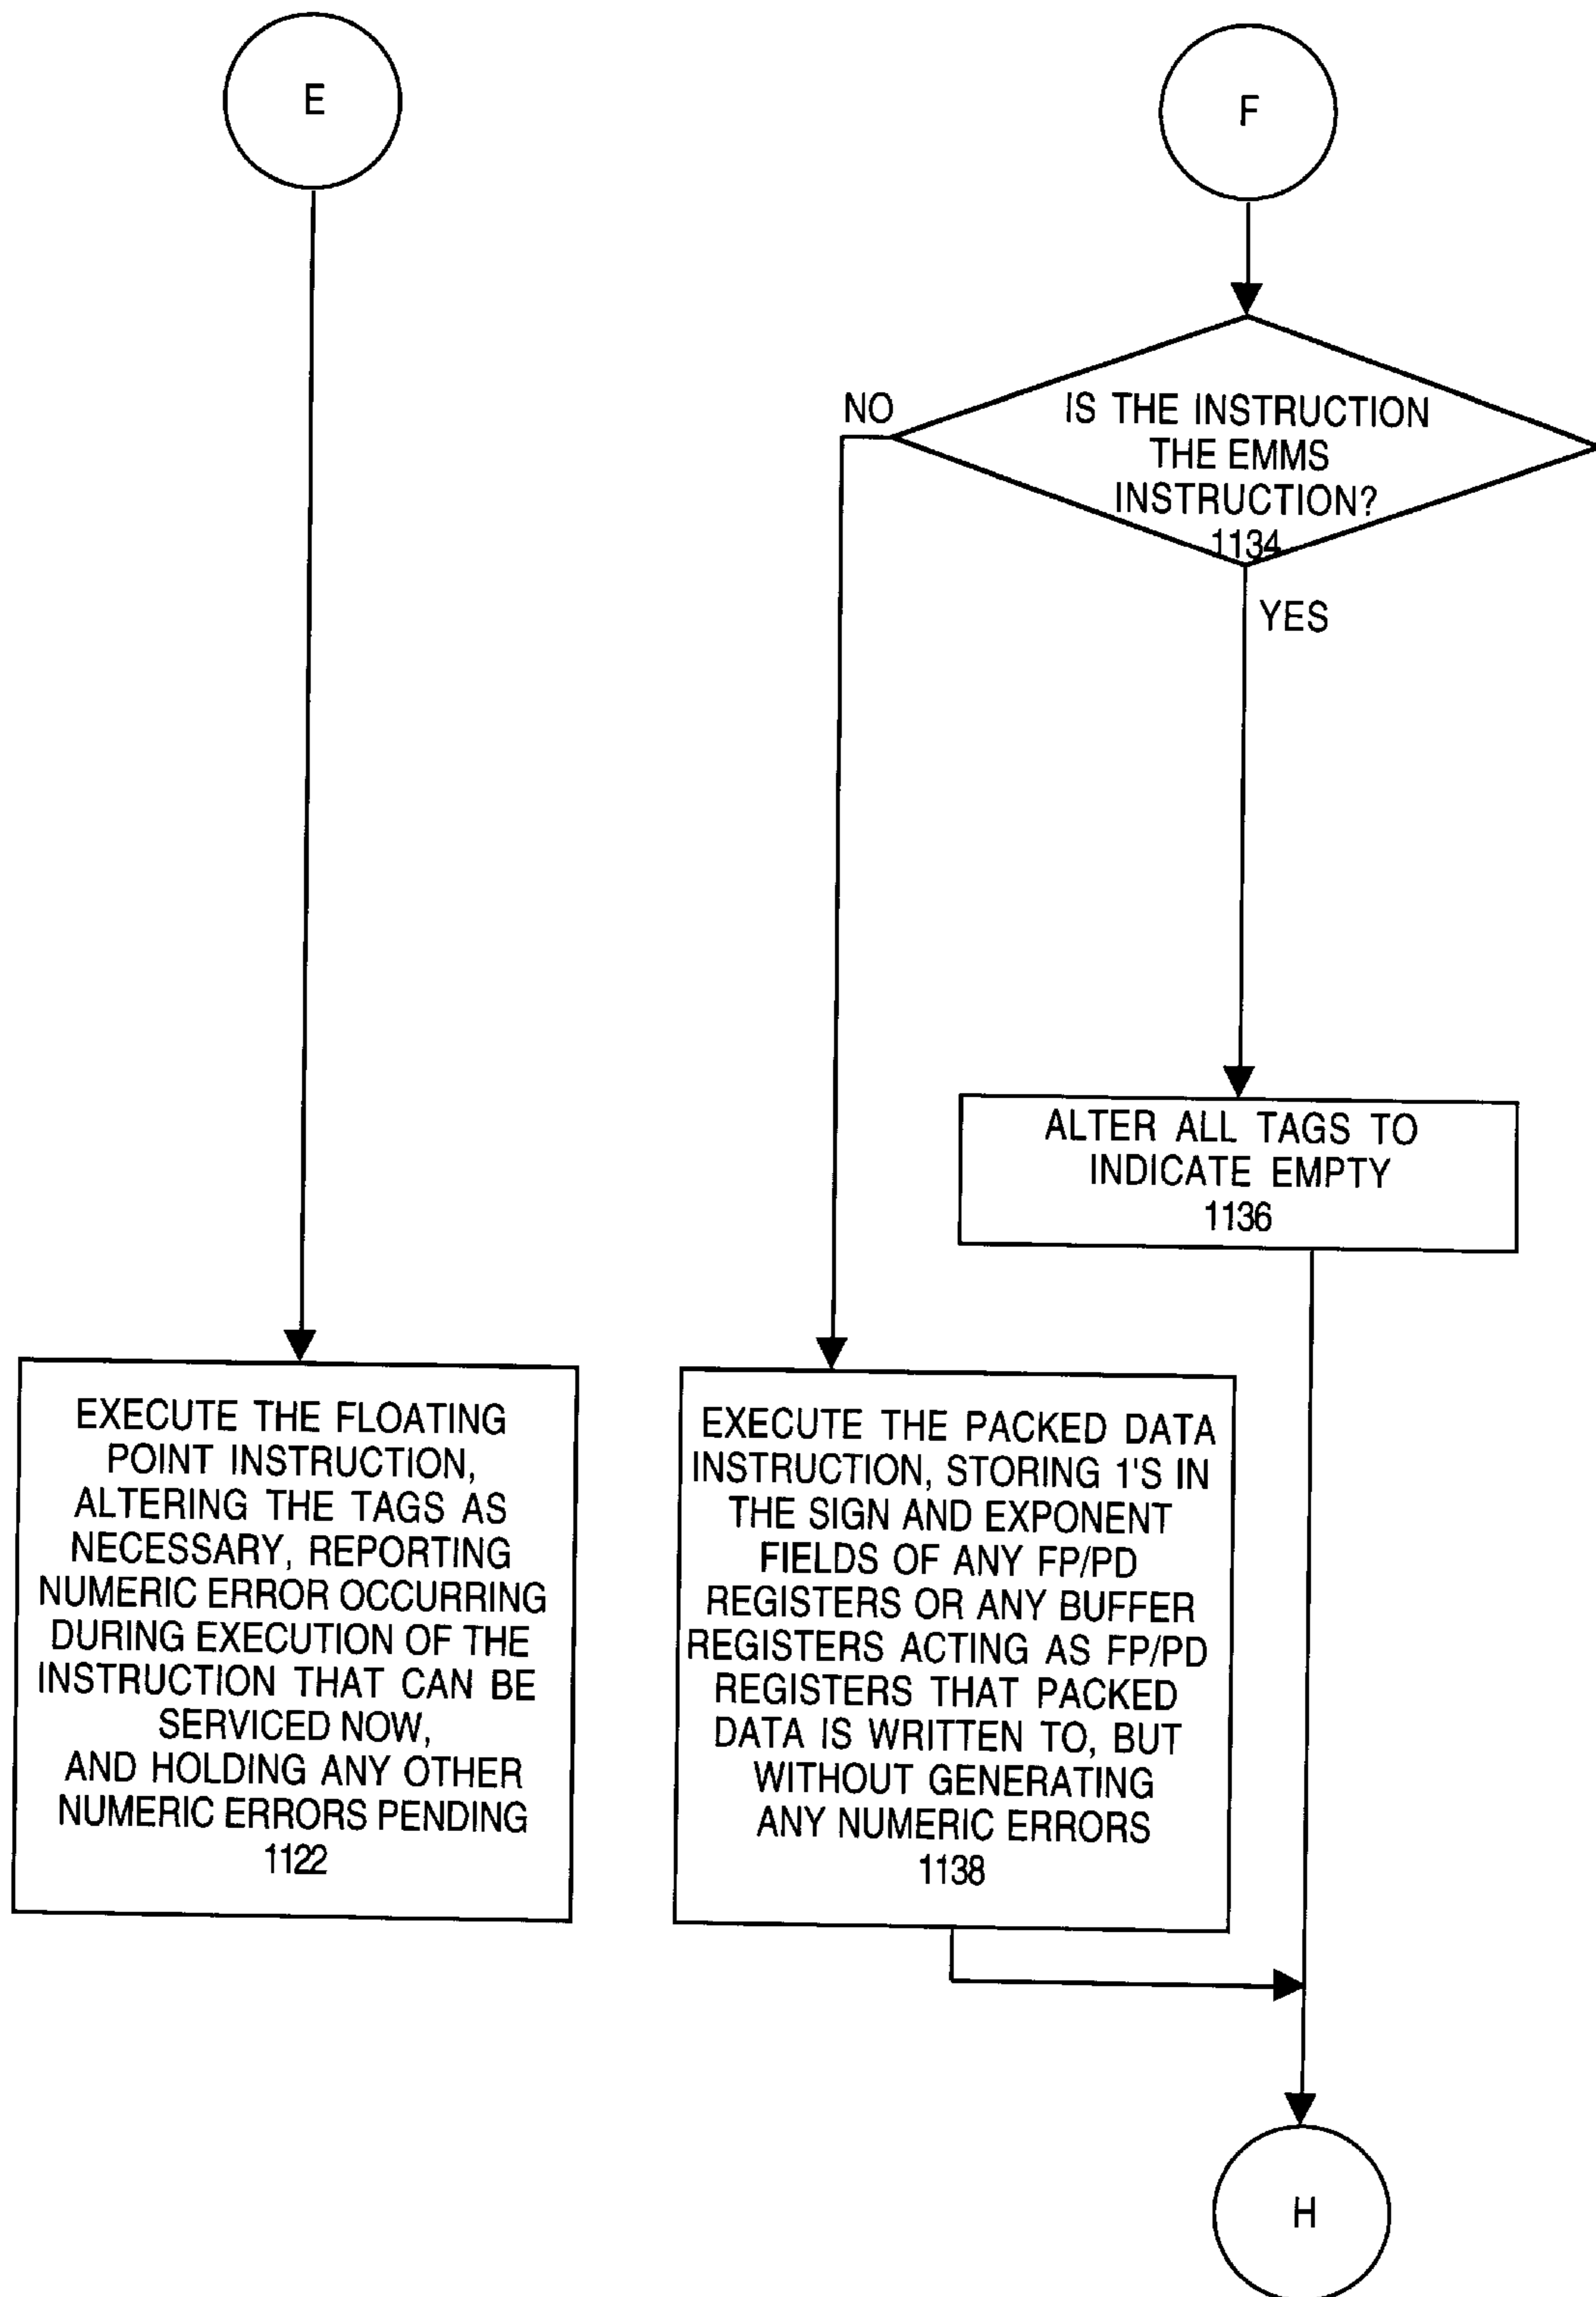 E
F
NO
IS THE INSTRUCTION
THE EMMS
INSTRUCTION?
1134
YES
ALTER ALL TAGS TO
INDICATE EMPTY
1136
EXECUTE THE FLOATING
POINT INSTRUCTION,
ALTERING THE TAGS AS
NECESSARY, REPORTING
NUMERIC ERROR OCCURRING
DURING EXECUTION OF THE
INSTRUCTION THAT CAN BE
SERVICED NOW,
AND HOLDING ANY OTHER
NUMERIC ERRORS PENDING
1122
EXECUTE THE PACKED DATA
INSTRUCTION, STORING 1'S IN
THE SIGN AND EXPONENT
FIELDS OF ANY FP/PD
REGISTERS OR ANY BUFFER
REGISTERS ACTING AS FP/PD
REGISTERS THAT PACKED
DATA IS WRITTEN TO, BUT
WITHOUT GENERATING
ANY NUMERIC ERRORS
1138
H